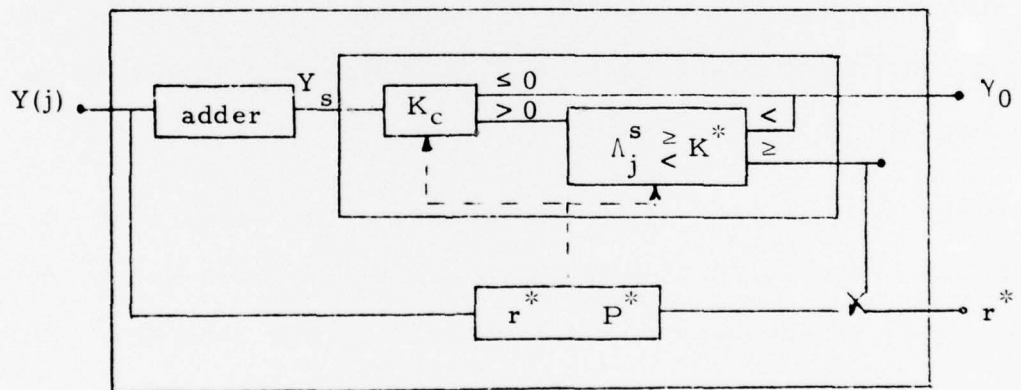 Y(j)
adder
Y_s
K_c
≤ 0
> 0
Λ_j^s ≥ < K*
<
≥
Y_0
r* P*
r*